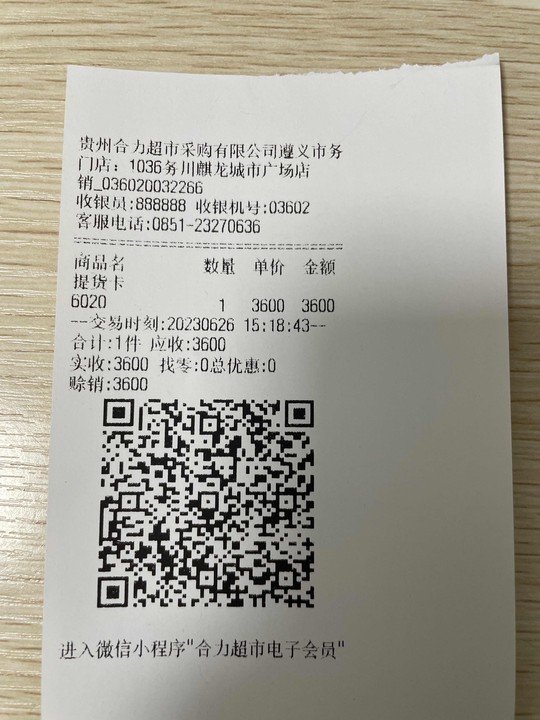 贵州合力超市采购有限公司遵义市务
门店：1036务川麒龙城市广场店
销_036020032266
收银员:888888 收银机号:03602
客服电话:0851-23270636
商品名 数量 单价 金额
提货卡
6020 1 3600 3600
--交易时刻:20230626 15:18:43--
合计:1件 应收:3600
实收:3600 找零:0总优惠:0
赊销:3600
进入微信小程序"合力超市电子会员"